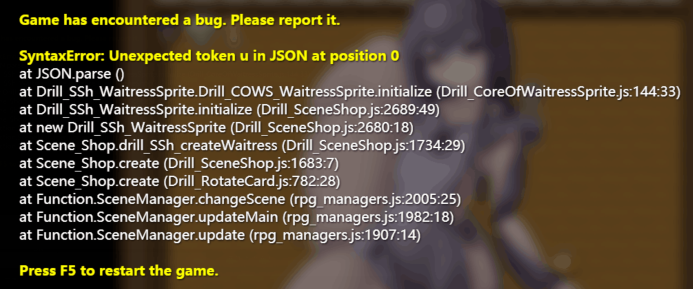 Game has encountered a bug. Please report it.
SyntaxError: Unexpected token u in JSON at position 0
at JSON.parse ()
at Drill_SSh_WaitressSprite.Drill_COWS_WaitressSprite.initialize (Drill_CoreOfWaitressSprite.js:144:33)
at Drill_SSh_WaitressSprite.initialize (Drill_SceneShop.js:2689:49)
at new Drill_SSh_WaitressSprite (Drill_SceneShop.js:2680:18)
at Scene_Shop.drill_SSh_createWaitress (Drill_SceneShop.js:1734:29)
at Scene_Shop.create (Drill_SceneShop.js:1683:7)
at Scene_Shop.create (Drill_RotateCard.js:782:28)
at Function.SceneManager.changeScene (rpg_managers.js:2005:25)
at Function.SceneManager.updateMain (rpg_managers.js:1982:18)
at Function.SceneManager.update (rpg_managers.js:1907:14)
Press F5 to restart the game.